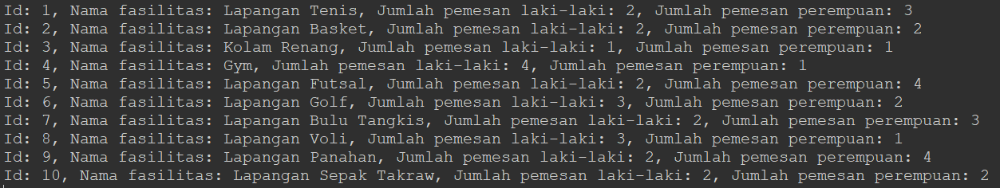 Id: 1, Nama fasilitas: Lapangan Tenis, Jumlah pemesan laki-laki: 2, Jumlah pemesan perempuan: 3
Id: 2, Nama fasilitas: Lapangan Basket, Jumlah pemesan laki-laki: 2, Jumlah pemesan perempuan: 2
Id: 3, Nama fasilitas: Kolam Renang, Jumlah pemesan laki-laki: 1, Jumlah pemesan perempuan: 1
Id: 4, Nama fasilitas: Gym, Jumlah pemesan laki-laki: 4, Jumlah pemesan perempuan: 1
Id: 5, Nama fasilitas: Lapangan Futsal, Jumlah pemesan laki-laki: 2, Jumlah pemesan perempuan: 4
Id: 6, Nama fasilitas: Lapangan Golf, Jumlah pemesan laki-laki: 3, Jumlah pemesan perempuan: 2
Id: 7, Nama fasilitas: Lapangan Bulu Tangkis, Jumlah pemesan laki-laki: 2, Jumlah pemesan perempuan: 3
Id: 8, Nama fasilitas: Lapangan Voli, Jumlah pemesan laki-laki: 3, Jumlah pemesan perempuan: 1
Id: 9, Nama fasilitas: Lapangan Panahan, Jumlah pemesan laki-laki: 2, Jumlah pemesan perempuan: 4
Id: 10, Nama fasilitas: Lapangan Sepak Takraw, Jumlah pemesan laki-laki: 2, Jumlah pemesan perempuan: 2